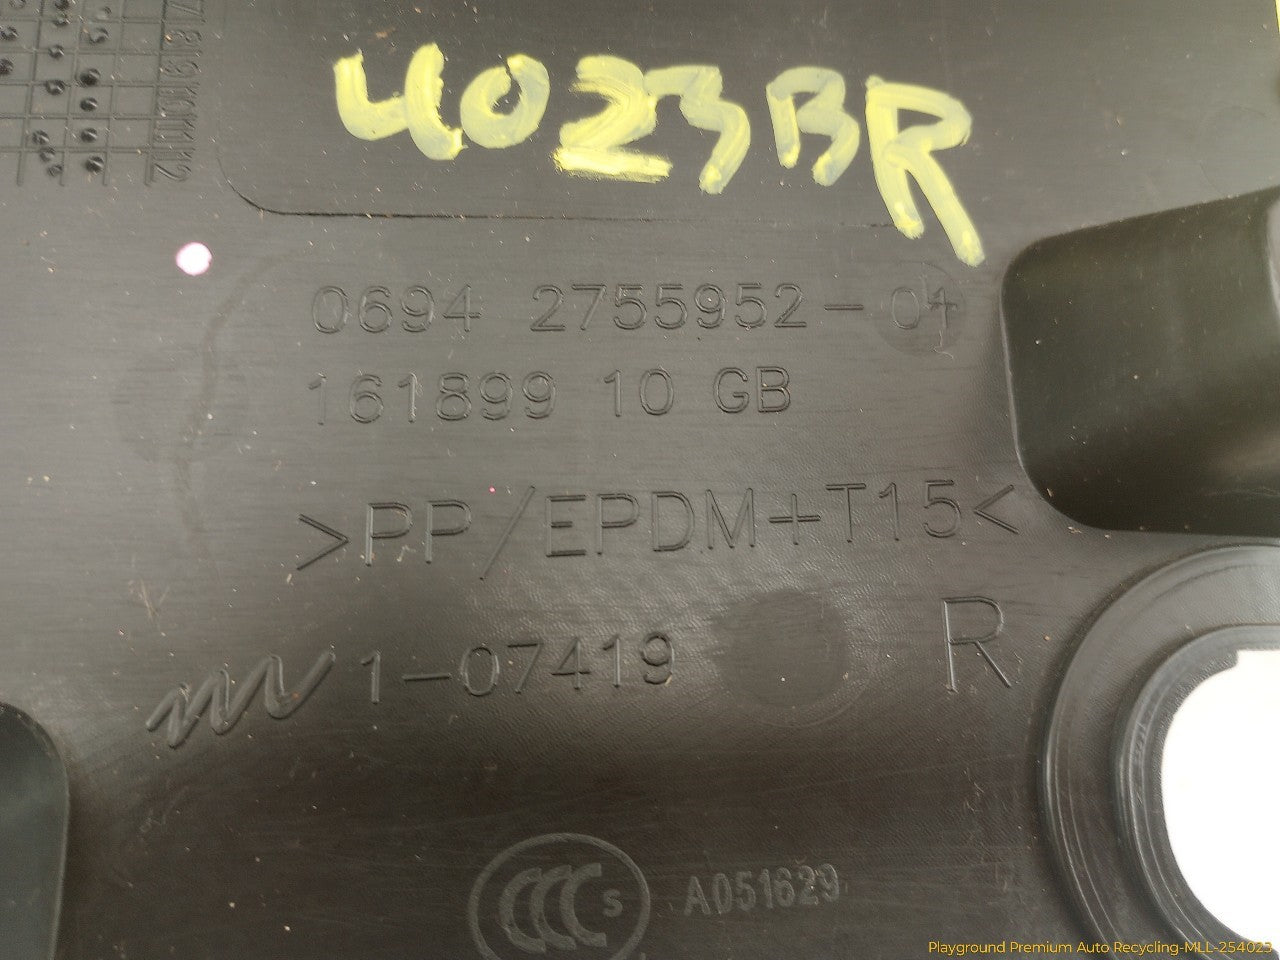 4023BR
0694 2755952-01
161899 10 GB
>PP/EPDM+T15<
1-07419 R
CCC S A051629
Playground Premium Auto Recycling-MLL-254023